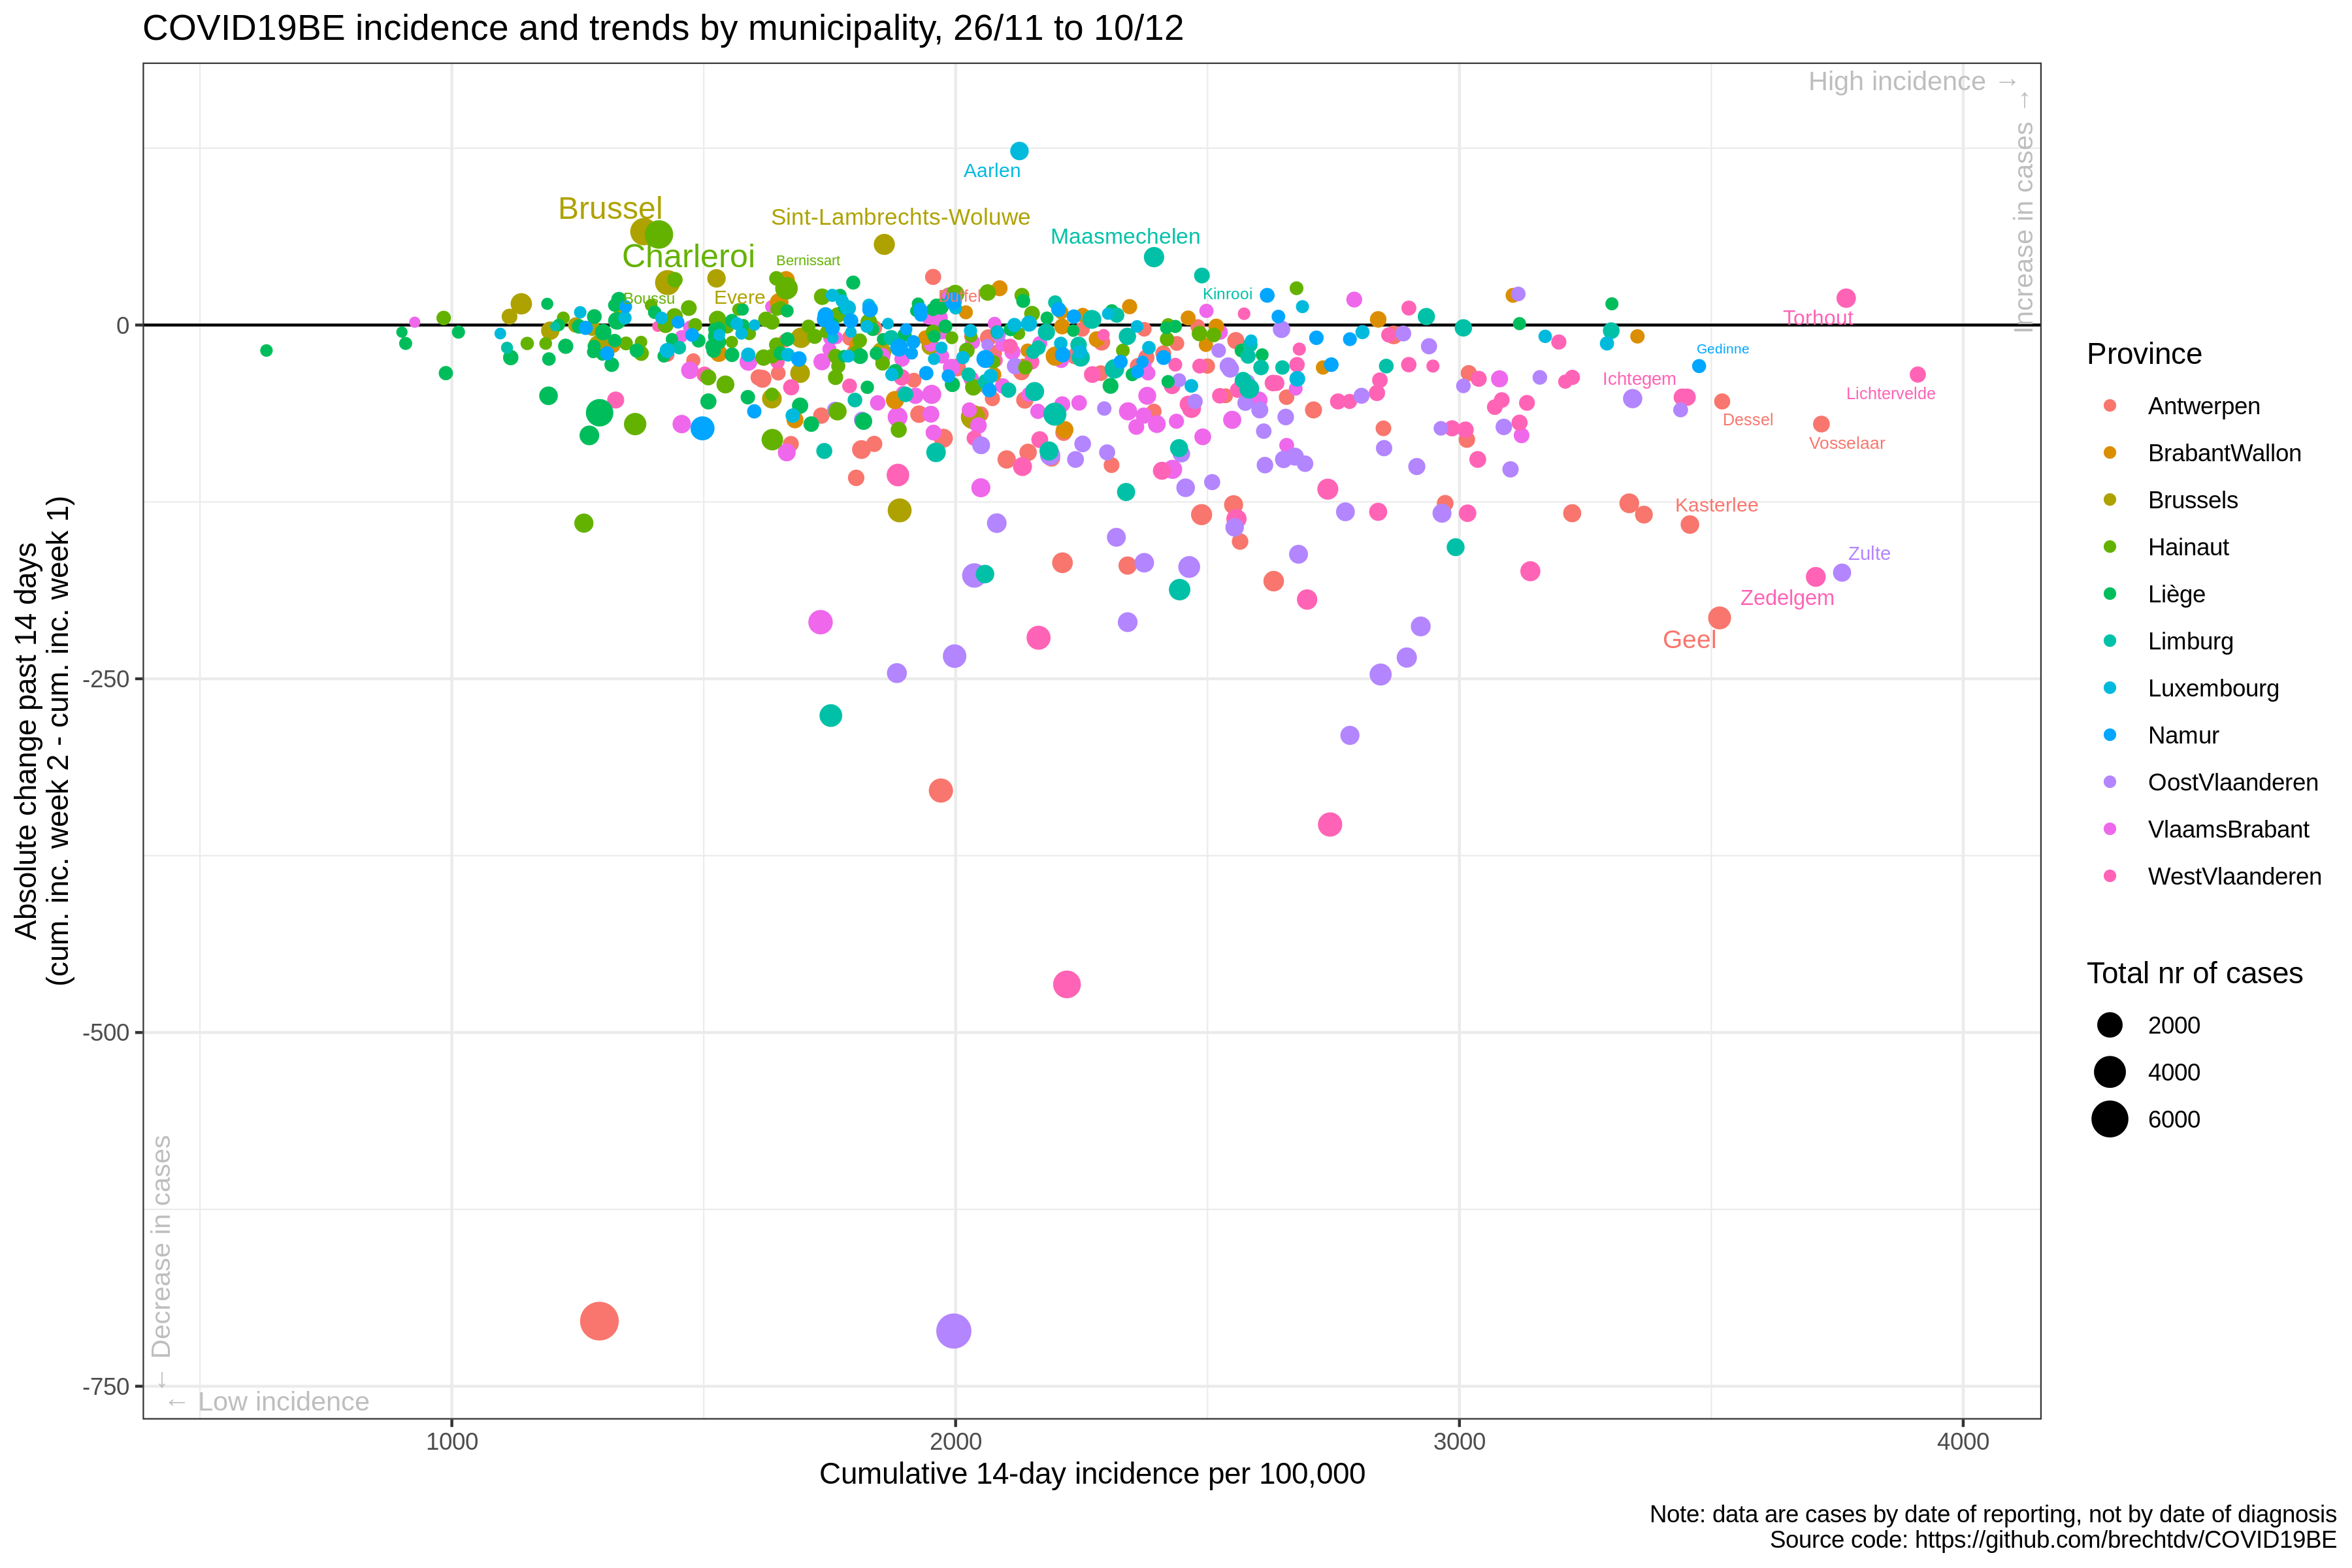 COVID19BE incidence and trends by municipality, 26/11 to 10/12
High incidence →
Increase in cases →
Aarlen
Brussel
Sint-Lambrechts-Woluwe
Maasmechelen
Charleroi
Bernissart
Boussu
Evere
Duffel
Kinrooi
Torhout
Gedinne
Ichtegem
Lichtervelde
Dessel
Vosselaar
Kasterlee
Zulte
Zedelgem
Geel
← Decrease in cases
← Low incidence
0
-250
-500
-750
1000
2000
3000
4000
Absolute change past 14 days
(cum. inc. week 2 - cum. inc. week 1)
Cumulative 14-day incidence per 100,000
Province
Antwerpen
BrabantWallon
Brussels
Hainaut
Liège
Limburg
Luxembourg
Namur
OostVlaanderen
VlaamsBrabant
WestVlaanderen
Total nr of cases
2000
4000
6000
Note: data are cases by date of reporting, not by date of diagnosis
Source code: https://github.com/brechtdv/COVID19BE